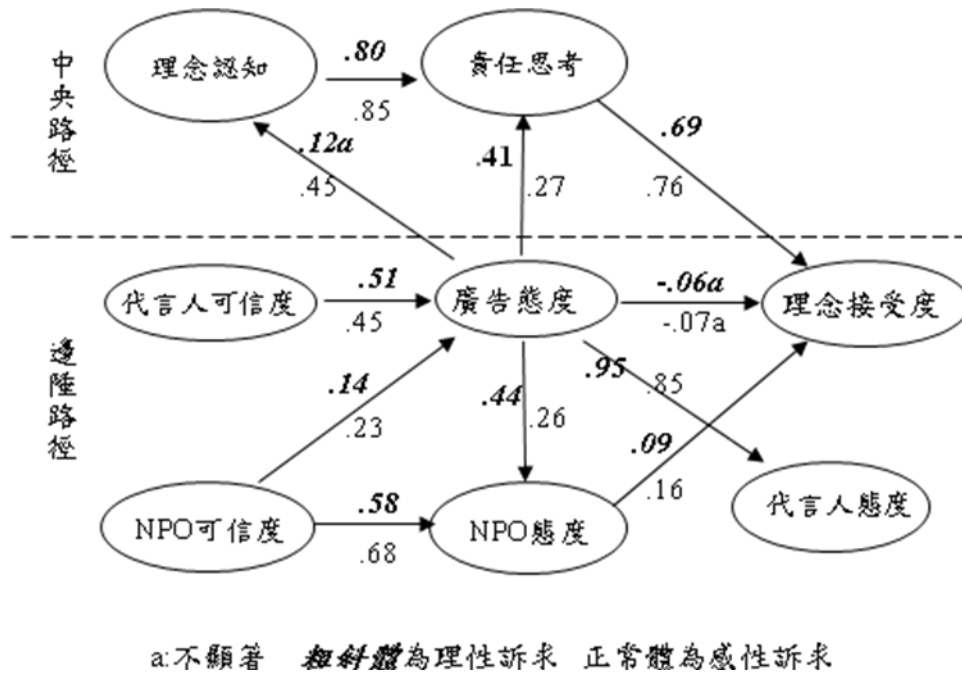 中央路徑
理念認知
.80
.85
責任思考
.12a
.45
.41
.27
.69
.76
邊陲路徑
代言人可信度
.51
.45
廣告態度
-.06a
-.07a
理念接受度
.14
.23
.44
.26
.95
.85
.09
.16
NPO可信度
.58
.68
NPO態度
代言人態度
a:不顯著 粗斜體為理性訴求 正常體為感性訴求